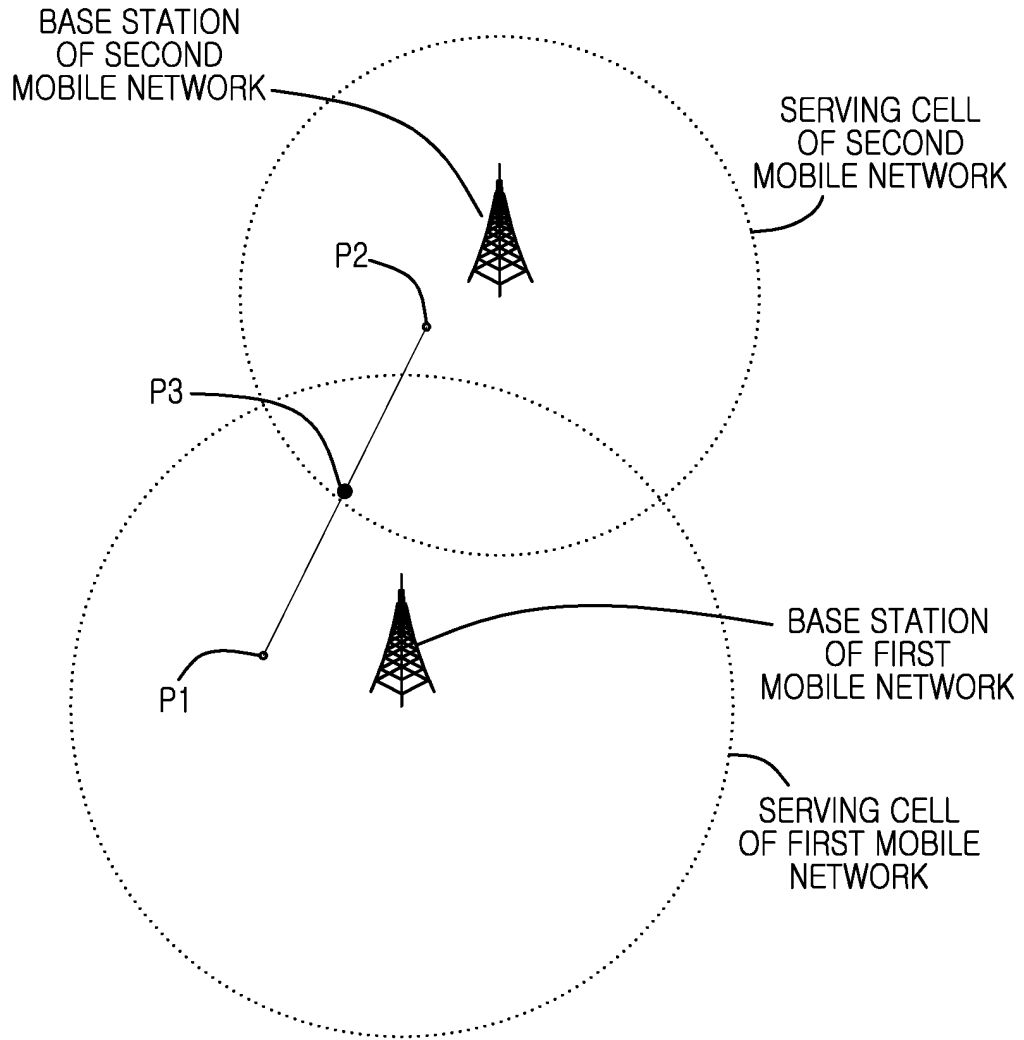 BASE STATION
OF SECOND
MOBILE NETWORK
SERVING CELL
OF SECOND
MOBILE NETWORK
P2
P3
P1
BASE STATION
OF FIRST
MOBILE NETWORK
SERVING CELL
OF FIRST MOBILE
NETWORK